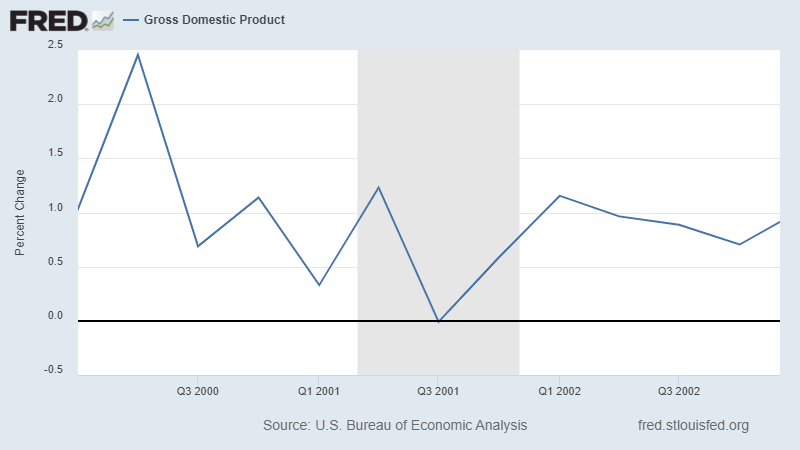 FRED
Gross Domestic Product
2.5
2.0
1.5
1.0
0.5
0.0
-0.5
Percent Change
Q3 2000
Q1 2001
Q3 2001
Q1 2002
Q3 2002
Source: U.S. Bureau of Economic Analysis
fred.stlouisfed.org